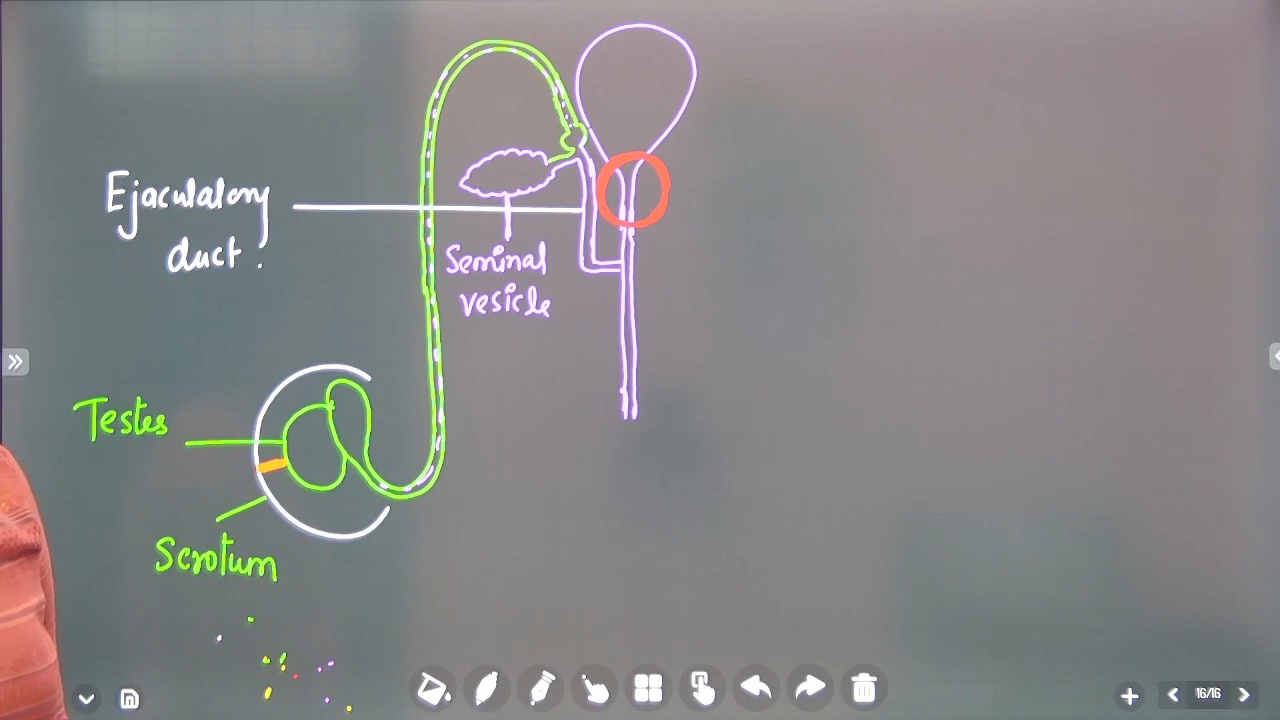 Ejaculatory
duct.
Seminal
vesicle
Testes
Scrotum
16/16